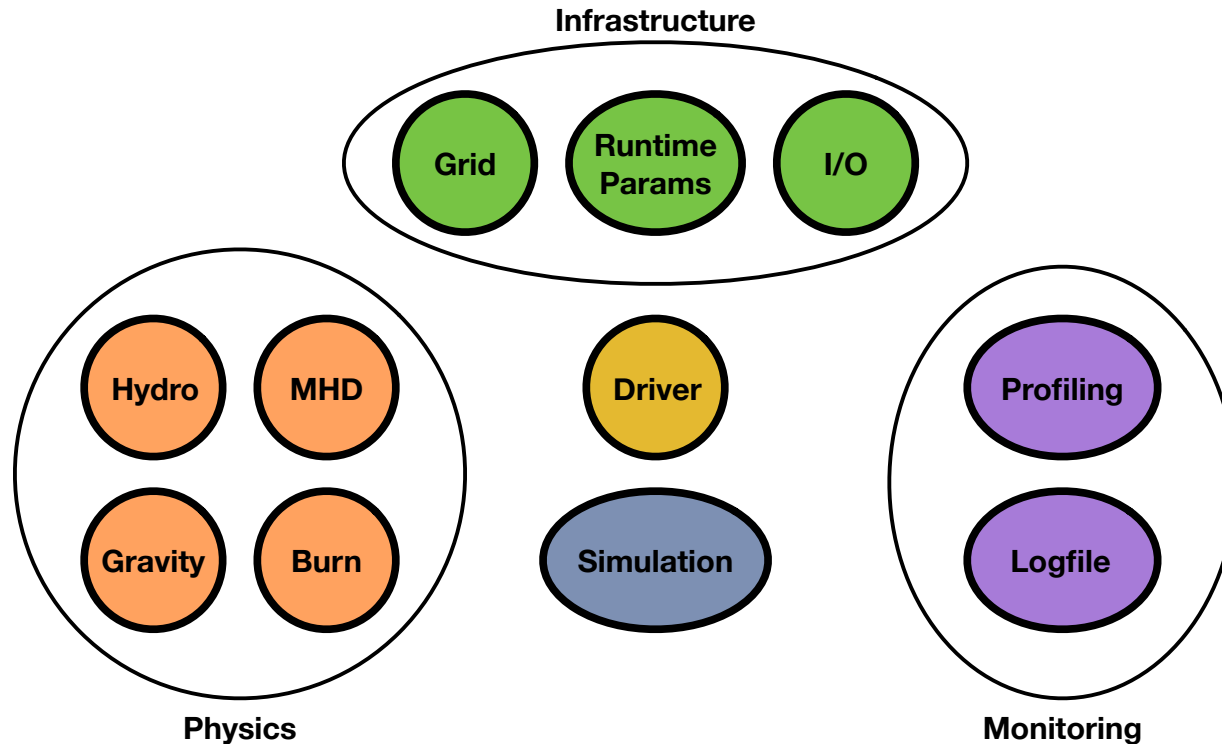 Infrastructure
Grid
Runtime
Params
I/O
Hydro
MHD
Driver
Profiling
Gravity
Burn
Simulation
Logfile
Physics
Monitoring